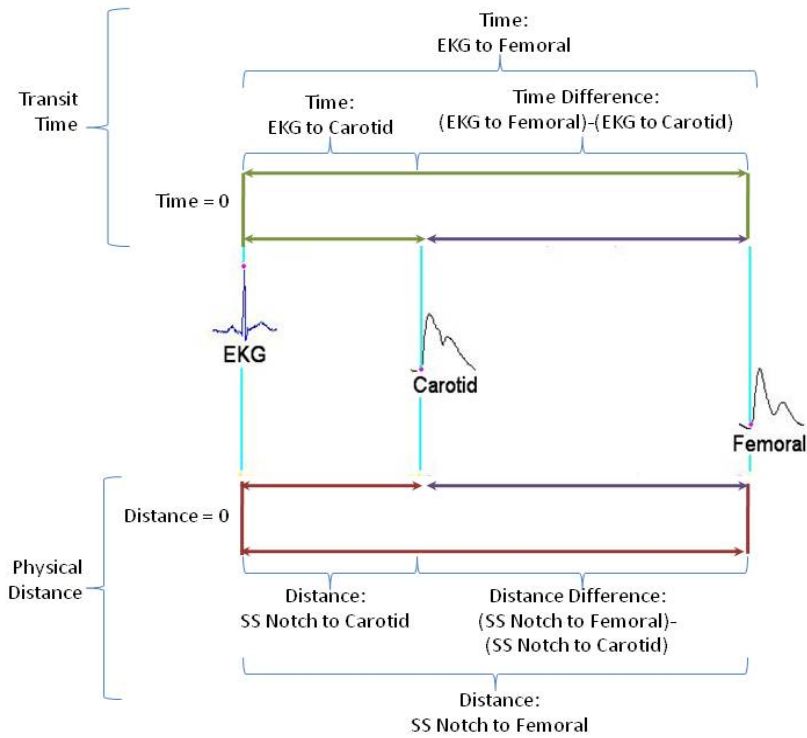 Time:
EKG to Femoral
Transit
Time
Time:
EKG to Carotid
Time Difference:
(EKG to Femoral)-(EKG to Carotid)
Time = 0
EKG
Carotid
Femoral
Distance = 0
Physical
Distance
Distance:
SS Notch to Carotid
Distance Difference:
(SS Notch to Femoral)-
(SS Notch to Carotid)
Distance:
SS Notch to Femoral